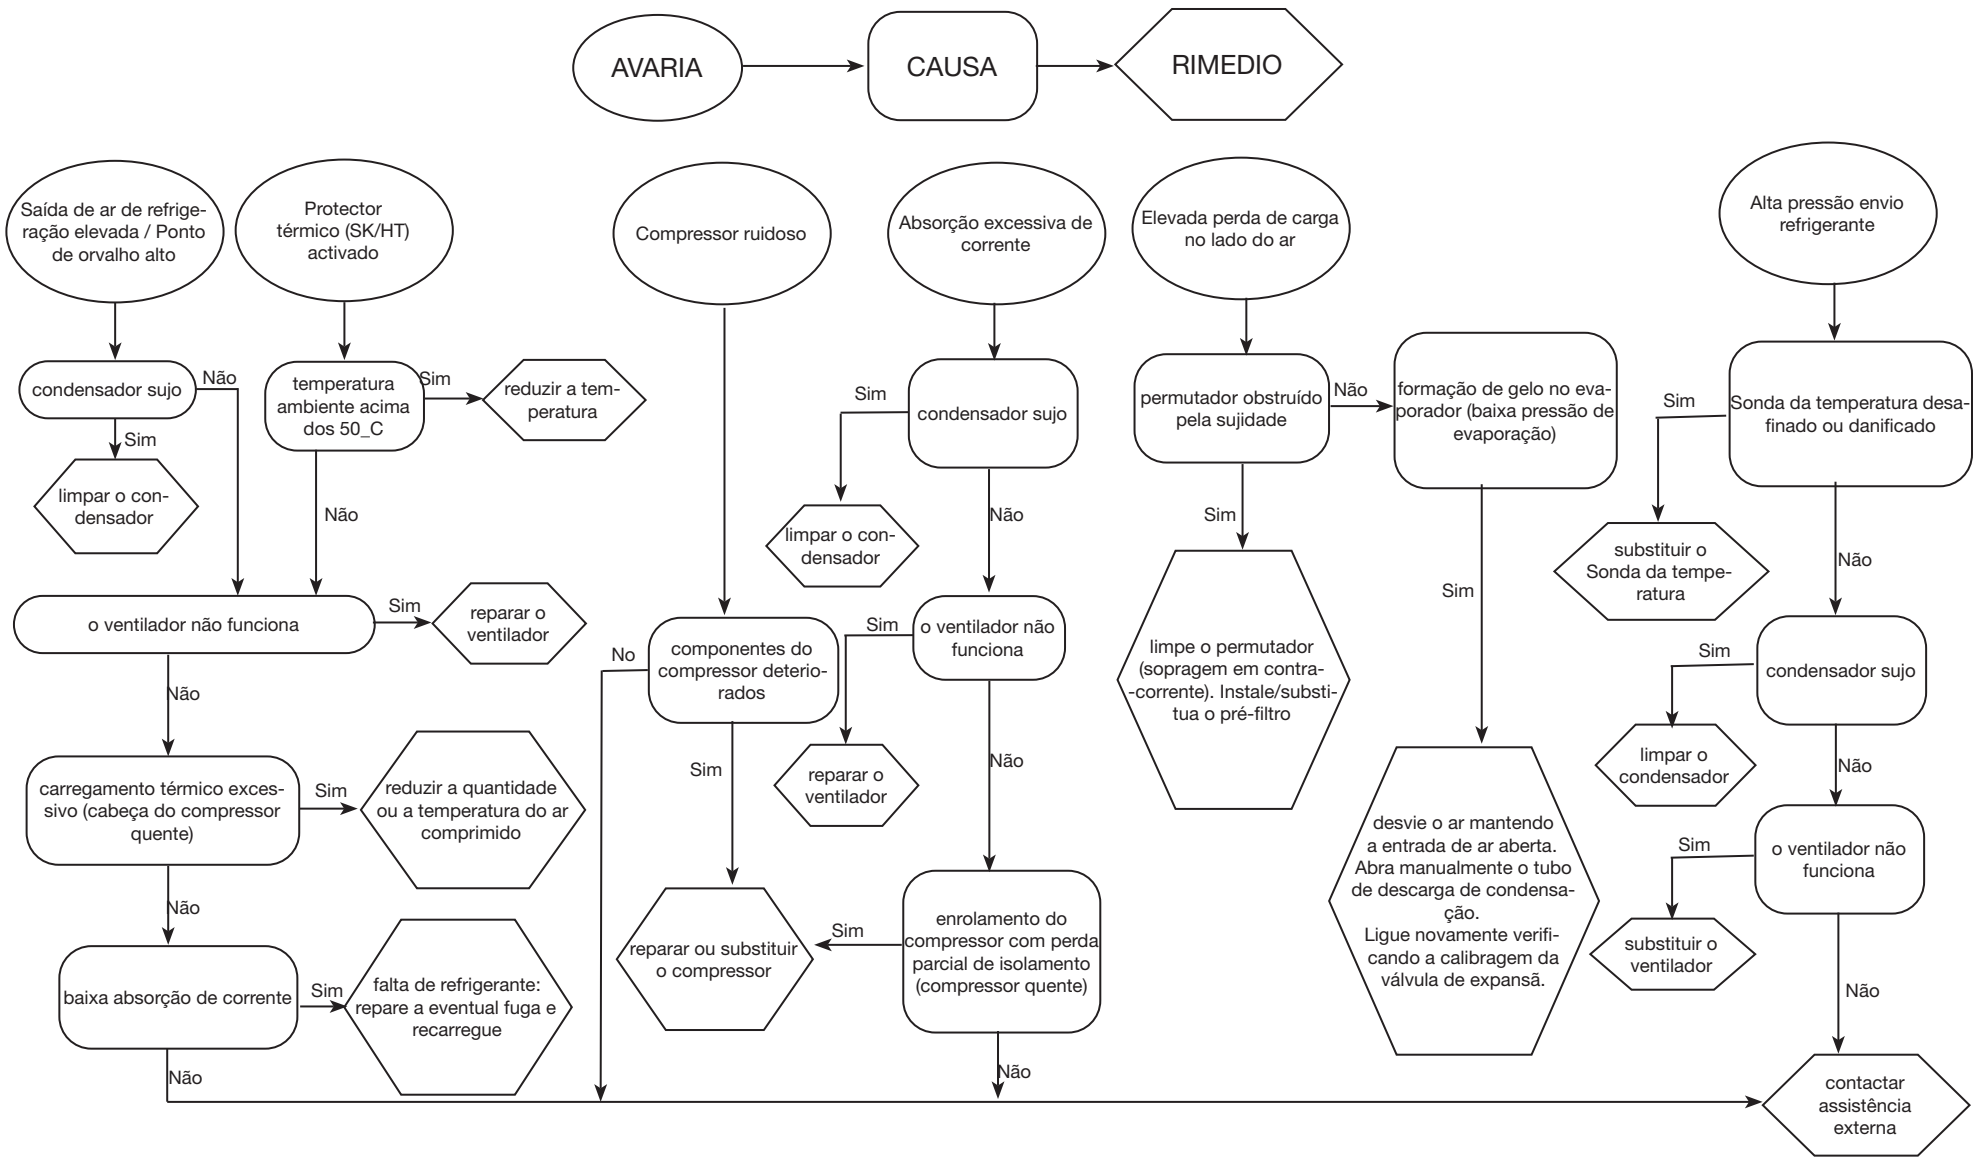 AVARIA
CAUSA
RIMEDIO
Saída de ar de refrige-
ração elevada / Ponto
de orvalho alto
Protector
térmico (SK/HT)
activado
Compressor ruidoso
Absorção excessiva de
corrente
Elevada perda de carga
no lado do ar
Alta pressão envio
refrigerante
condensador sujo
Não
Sim
limpar o con-
densador
temperatura
ambiente acima
dos 50_C
Sim
reduzir a tem-
peratura
Não
o ventilador não funciona
Sim
reparar o
ventilador
Não
carregamento térmico exces-
sivo (cabeça do compressor
quente)
Sim
reduzir a quantidade
ou a temperatura do ar
comprimido
Não
baixa absorção de corrente
Sim
falta de refrigerante:
repare a eventual fuga e
recarregue
Não
componentes do
compressor deterio-
rados
No
Sim
reparar ou substituir
o compressor
condensador sujo
Sim
limpar o con-
densador
Não
o ventilador não
funciona
Sim
reparar o
ventilador
Não
enrolamento do
compressor com perda
parcial de isolamento
(compressor quente)
Sim
Não
permutador obstruído
pela sujidade
Não
Sim
limpe o permutador
(sopragem em contra-
-corrente). Instale/substi-
tua o pré-filtro
formação de gelo no eva-
porador (baixa pressão de
evaporação)
Sim
desvie o ar mantendo
a entrada de ar aberta.
Abra manualmente o tubo
de descarga de condensa-
ção.
Ligue novamente verifi-
cando a calibragem da
válvula de expansã.
Sonda da temperatura desa-
finado ou danificado
Sim
substituir o
Sonda da tempe-
ratura
Não
condensador sujo
Sim
limpar o
condensador
Não
o ventilador não
funciona
Sim
substituir o
ventilador
Não
contactar
assistência
externa